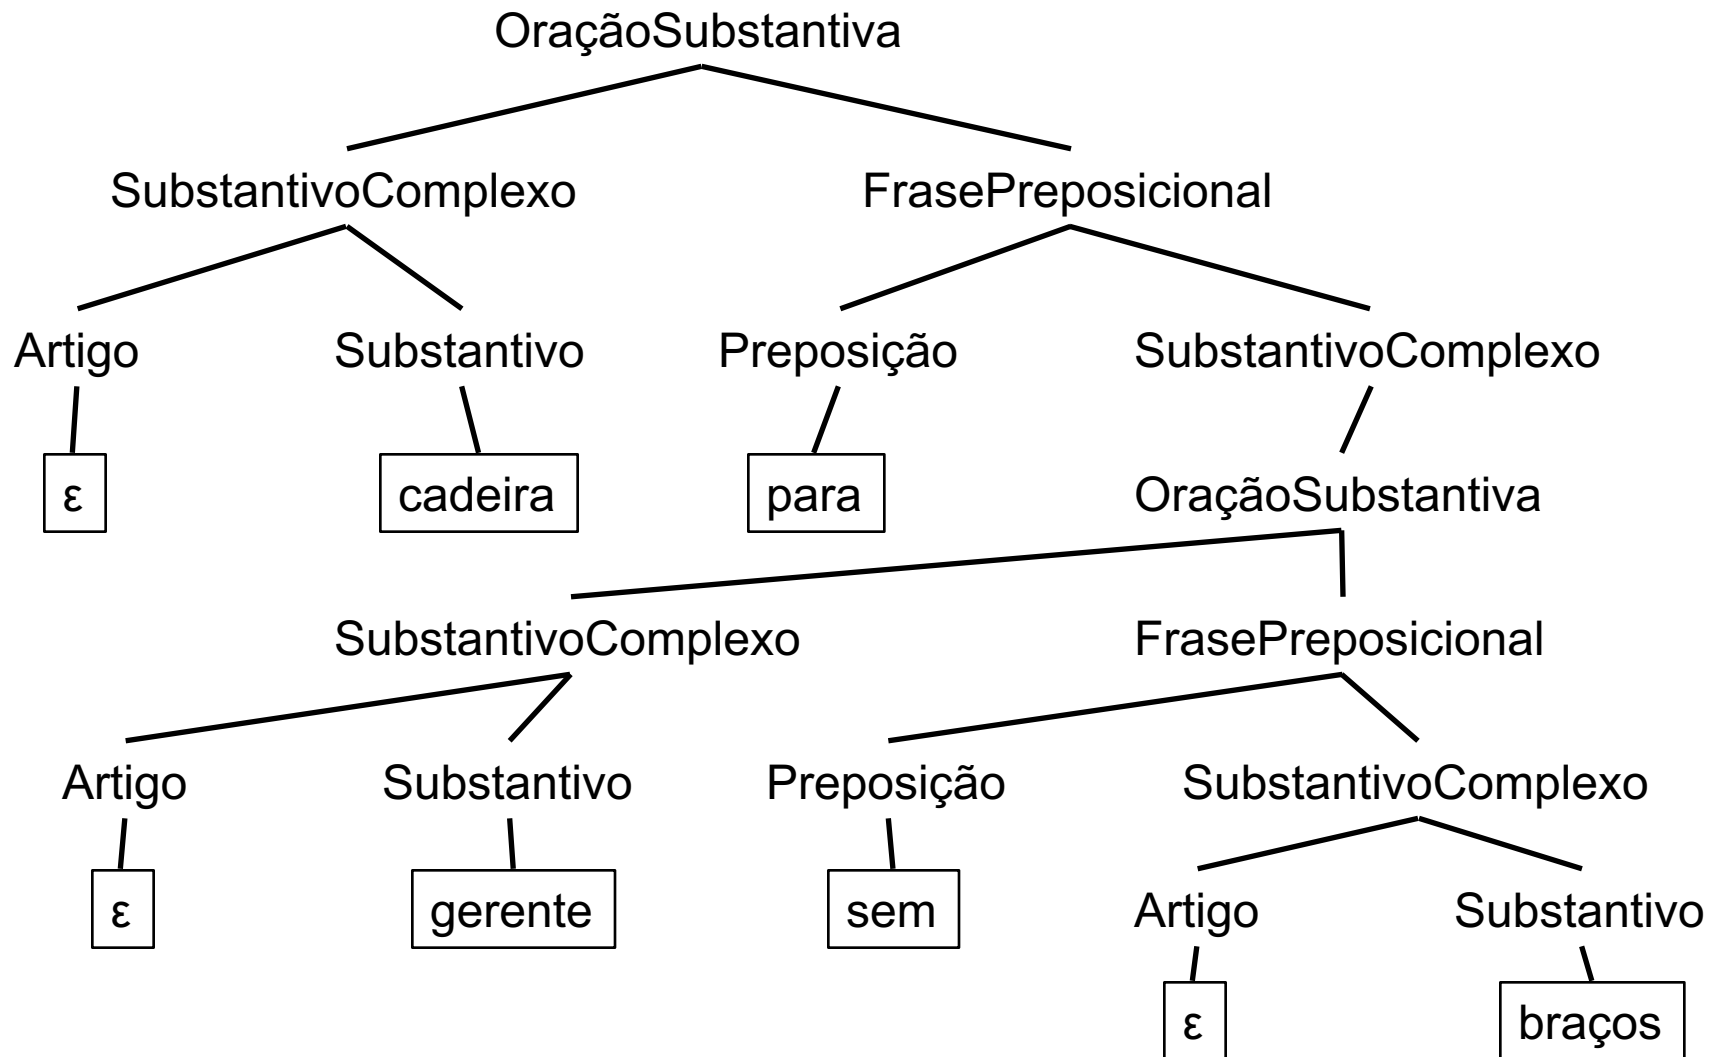 OraçãoSubstantiva
SubstantivoComplexo FrasePreposicional
Artigo Substantivo Preposição SubstantivoComplexo
ε cadeira para OraçãoSubstantiva
SubstantivoComplexo FrasePreposicional
Artigo Substantivo Preposição SubstantivoComplexo
ε gerente sem Artigo Substantivo
ε braços